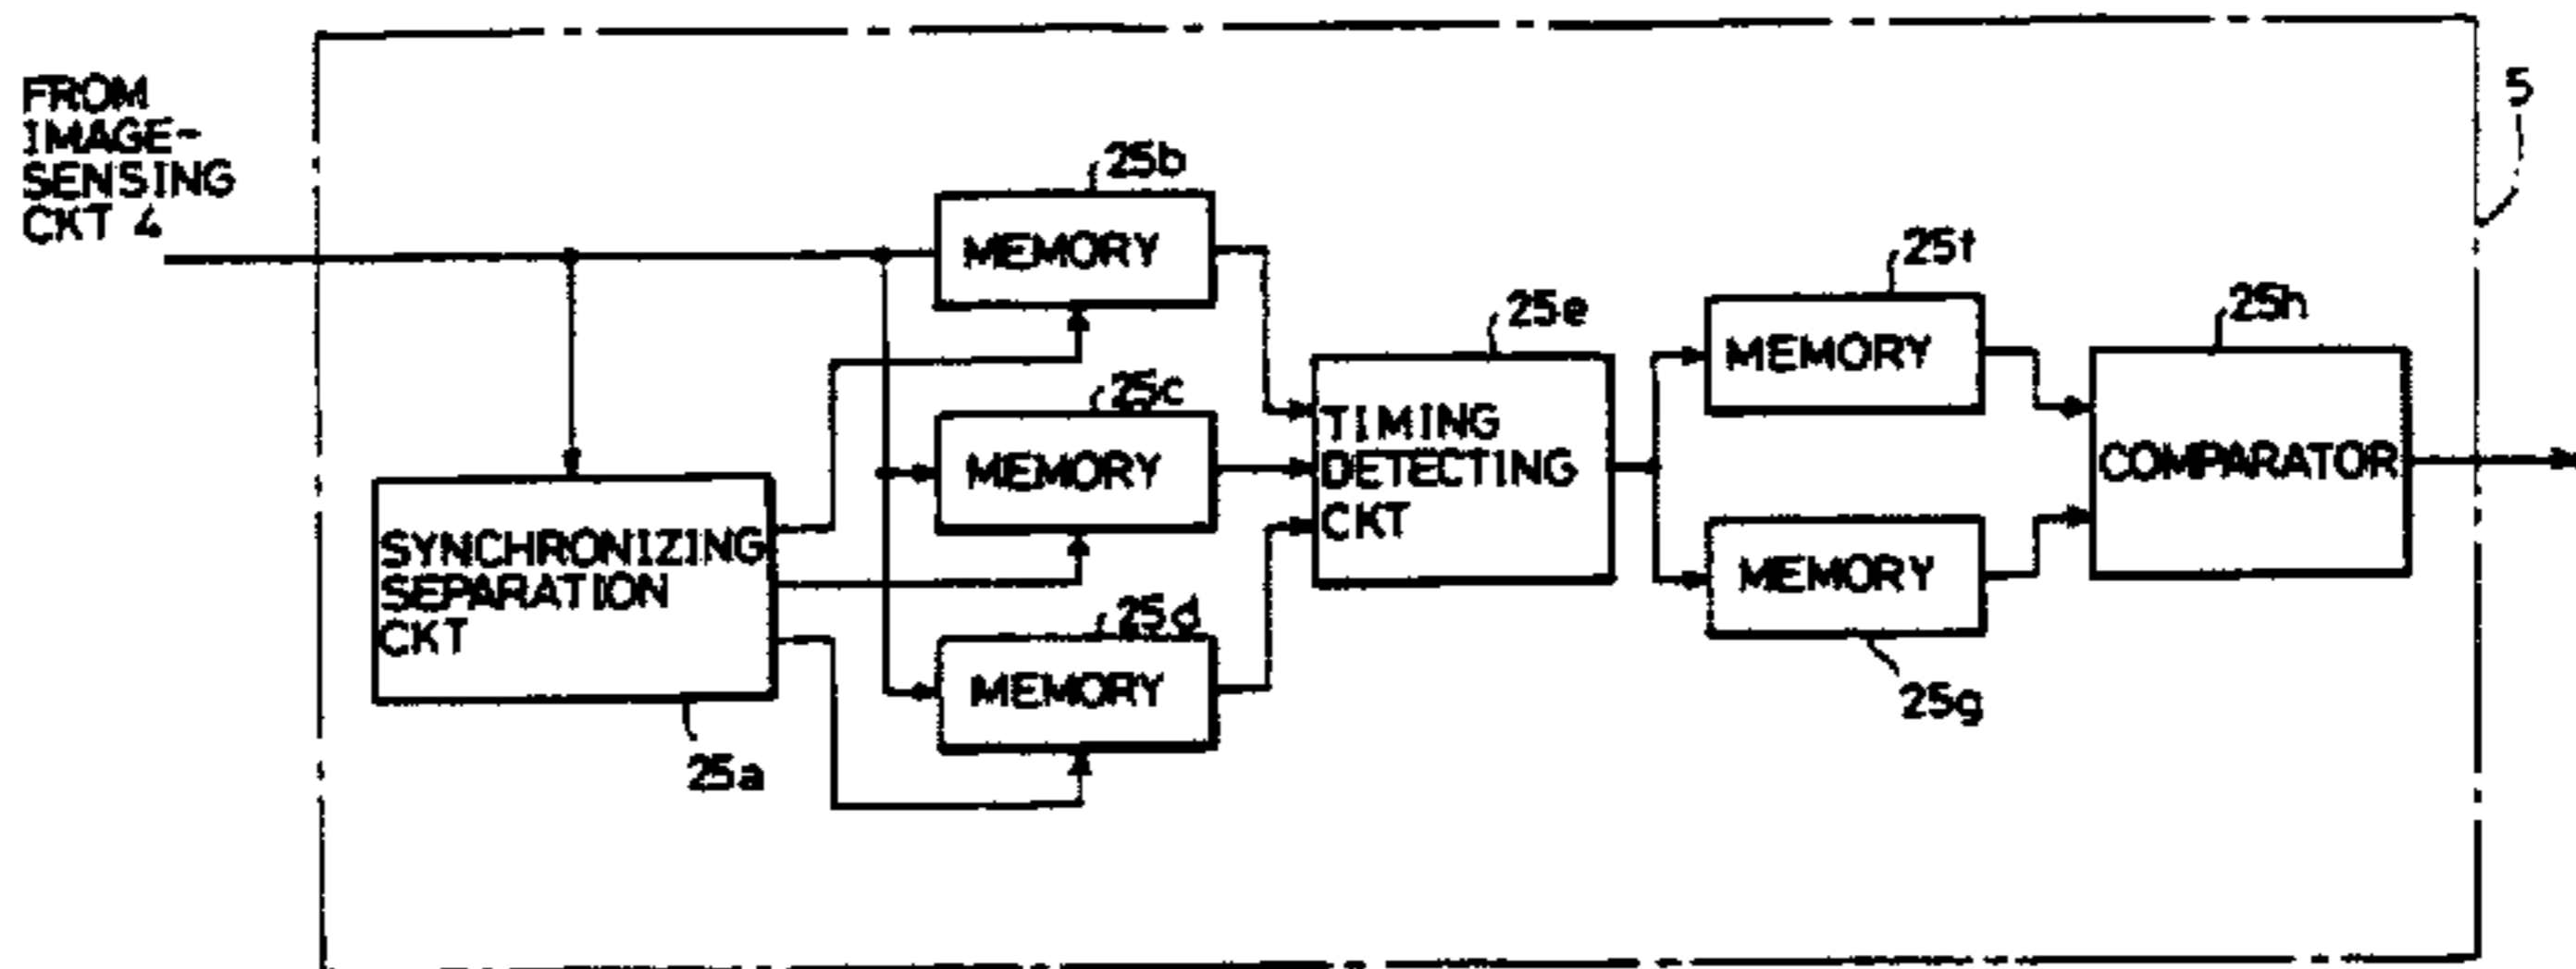 FROM
IMAGE-
SENSING
CKT 4
5
25b
MEMORY
25c
MEMORY
25d
MEMORY
SYNCHRONIZING
SEPARATION
CKT
25a
25e
TIMING
DETECTING
CKT
25f
MEMORY
MEMORY
25g
25h
COMPARATOR